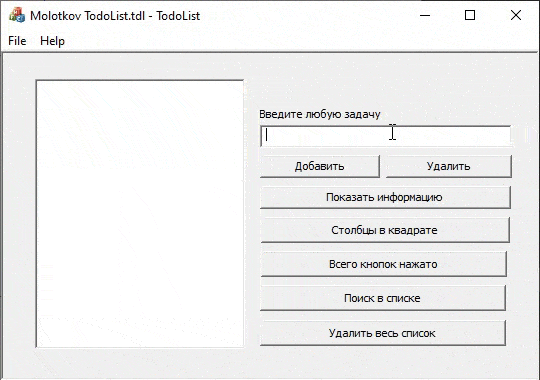 Molotkov TodoList.tdl - TodoList
File Help
Введите любую задачу
Добавить Удалить
Показать информацию
Столбцы в квадрате
Всего кнопок нажато
Поиск в списке
Удалить весь список